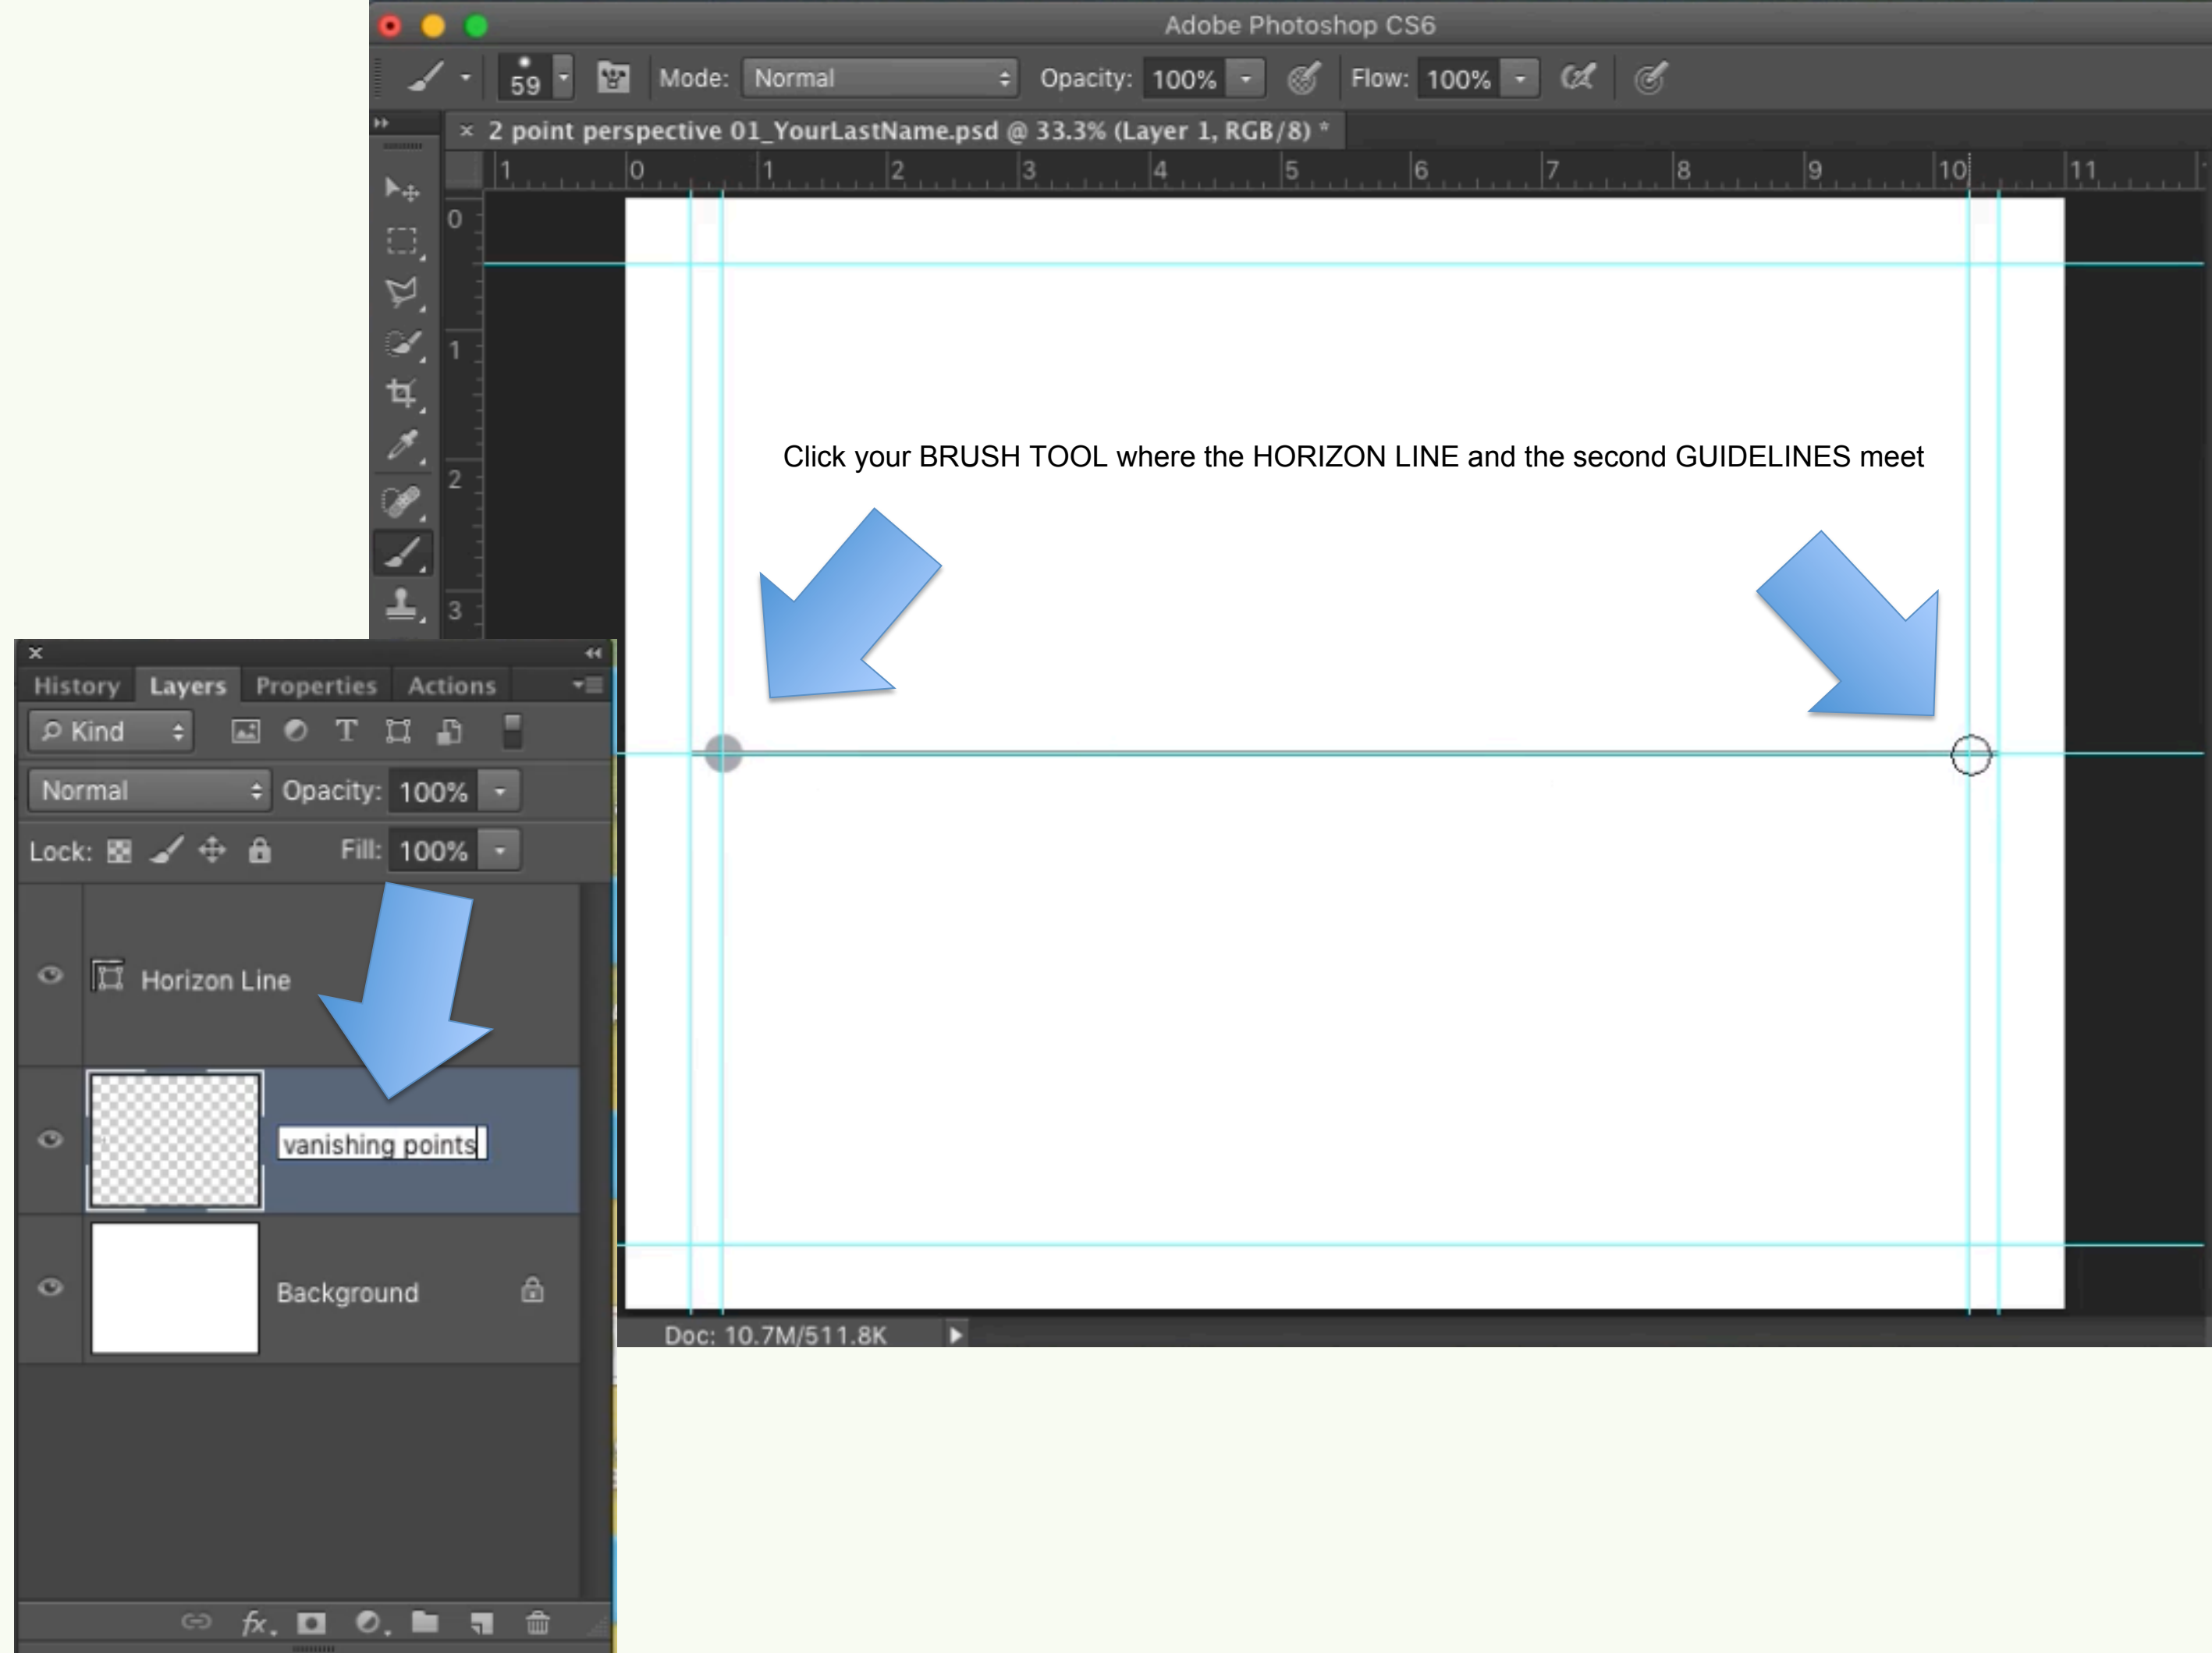 Adobe Photoshop CS6
59 Mode: Normal Opacity: 100% Flow: 100%
× 2 point perspective 01_YourLastName.psd @ 33.3% (Layer 1, RGB/8) *
1 0 1 2 3 4 5 6 7 8 9 10 11
0
1
2
3
Click your BRUSH TOOL where the HORIZON LINE and the second GUIDELINES meet
History Layers Properties Actions
Kind
Normal Opacity: 100%
Lock: Fill: 100%
Horizon Line
vanishing points
Background
Doc: 10.7M/511.8K
fx.